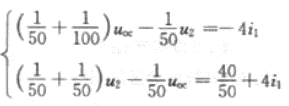 (1/50 + 1/100)u_oc − 1/50 u_2 = − 4i_1
(1/50 + 1/50)u_2 − 1/50 u_oc = 40/50 + 4i_1